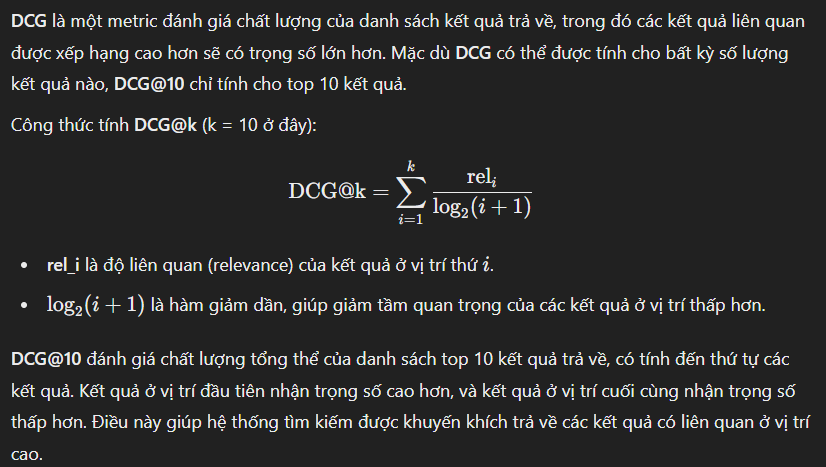 DCG là một metric đánh giá chất lượng của danh sách kết quả trả về, trong đó các kết quả liên quan
được xếp hạng cao hơn sẽ có trọng số lớn hơn. Mặc dù DCG có thể được tính cho bất kỳ số lượng
kết quả nào, DCG@10 chỉ tính cho top 10 kết quả.
Công thức tính DCG@k (k = 10 ở đây):
DCG@k = \sum_{i=1}^{k} \frac{rel_i}{\log_2(i + 1)}
• rel_i là độ liên quan (relevance) của kết quả ở vị trí thứ i.
• log₂(i + 1) là hàm giảm dần, giúp giảm tầm quan trọng của các kết quả ở vị trí thấp hơn.
DCG@10 đánh giá chất lượng tổng thể của danh sách top 10 kết quả trả về, có tính đến thứ tự các
kết quả. Kết quả ở vị trí đầu tiên nhận trọng số cao hơn, và kết quả ở vị trí cuối cùng nhận trọng số
thấp hơn. Điều này giúp hệ thống tìm kiếm được khuyến khích trả về các kết quả có liên quan ở vị trí
cao.